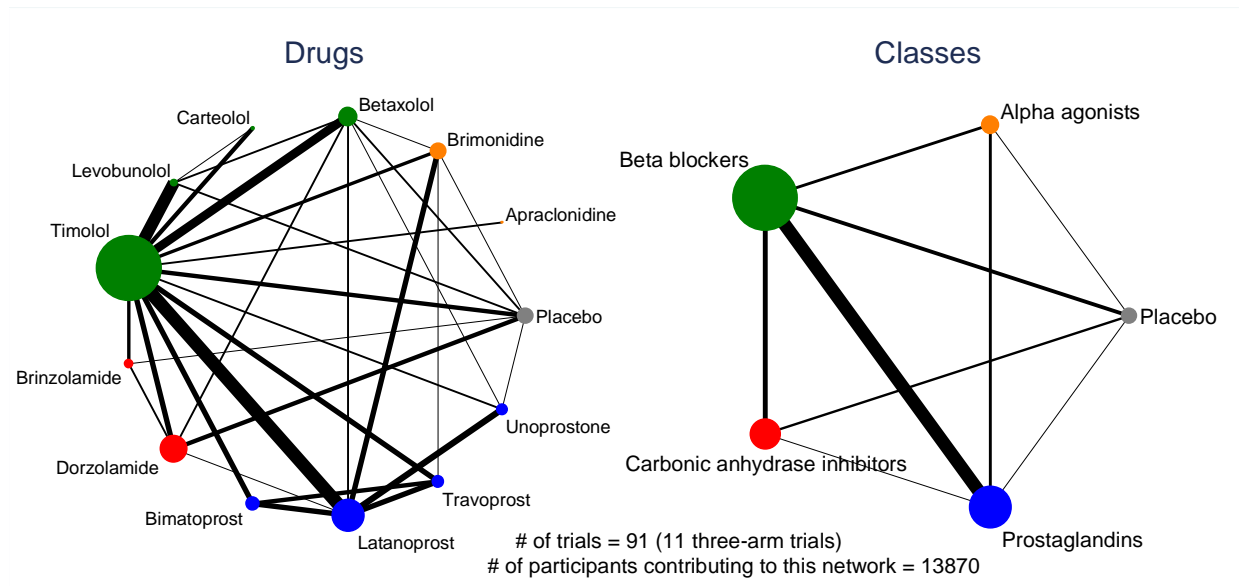 Drugs
Classes
Betaxolol
Carteolol
Brimonidine
Levobunolol
Apraclonidine
Timolol
Placebo
Brinzolamide
Unoprostone
Dorzolamide
Travoprost
Bimatoprost
Latanoprost
Alpha agonists
Beta blockers
Placebo
Carbonic anhydrase inhibitors
Prostaglandins
# of trials = 91 (11 three-arm trials)
# of participants contributing to this network = 13870